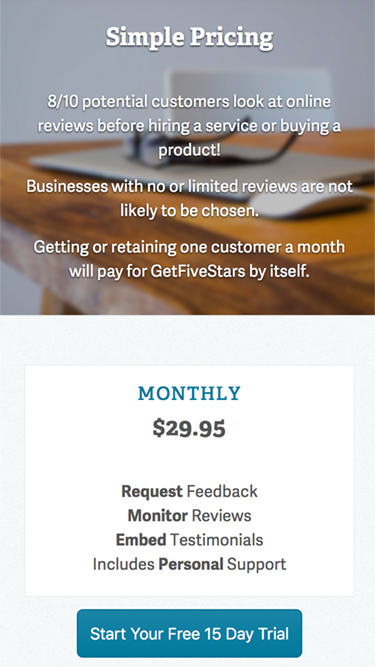 Simple Pricing
8/10 potential customers look at online
reviews before hiring a service or buying a
product!
Businesses with no or limited reviews are not
likely to be chosen.
Getting or retaining one customer a month
will pay for GetFiveStars by itself.
MONTHLY
$29.95
Request Feedback
Monitor Reviews
Embed Testimonials
Includes Personal Support
Start Your Free 15 Day Trial